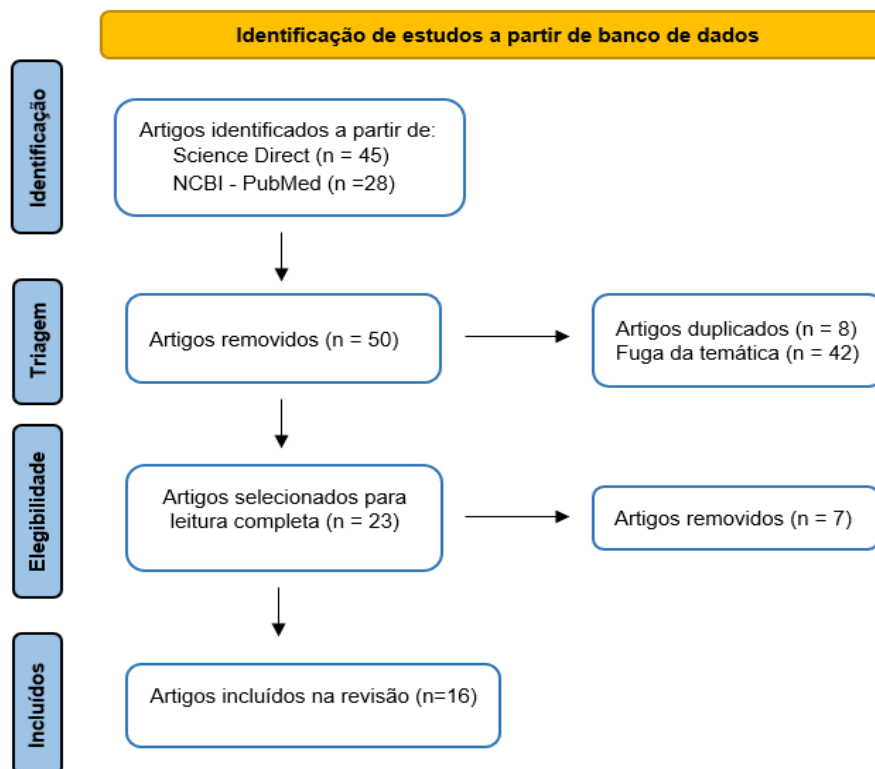 Identificação de estudos a partir de banco de dados
Identificação
Artigos identificados a partir de:
Science Direct (n = 45)
NCBI - PubMed (n =28)
Triagem
Artigos removidos (n = 50)
Artigos duplicados (n = 8)
Fuga da temática (n = 42)
Elegibilidade
Artigos selecionados para
leitura completa (n = 23)
Artigos removidos (n = 7)
Incluídos
Artigos incluídos na revisão (n=16)